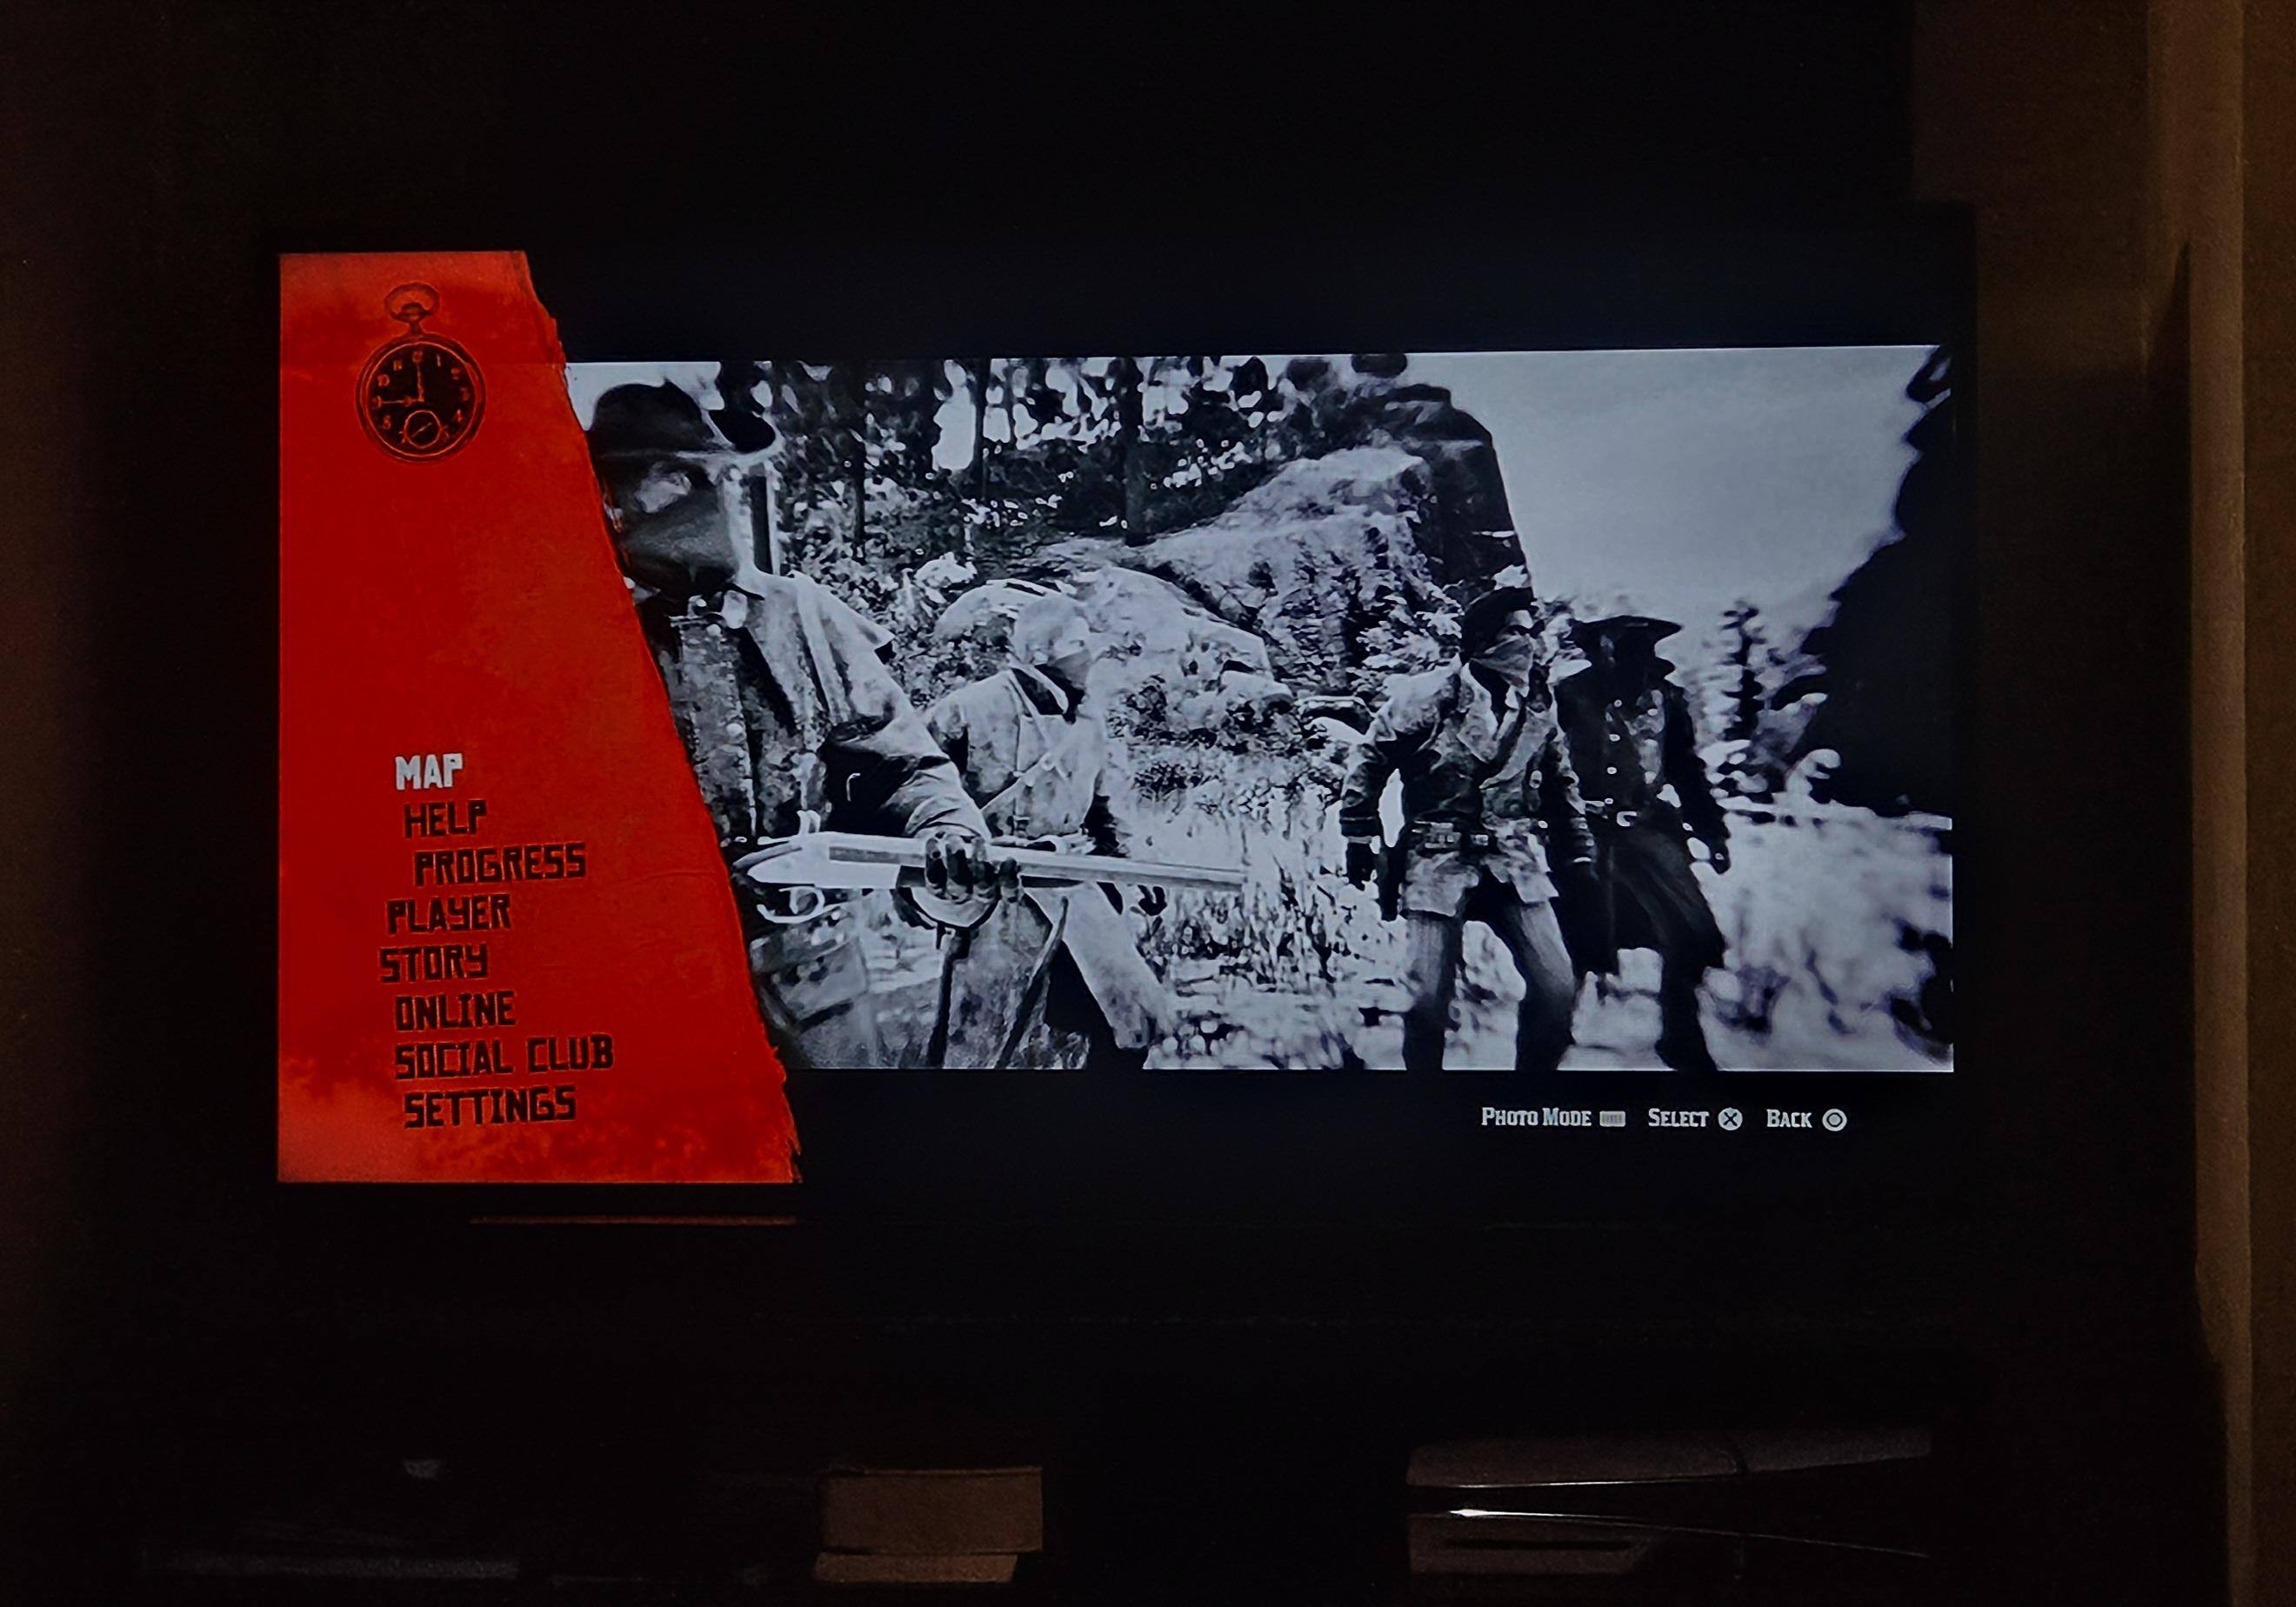 MAP
HELP
PROGRESS
PLAYER
STORY
ONLINE
SOCIAL CLUB
SETTINGS
PHOTO MODE SELECT BACK